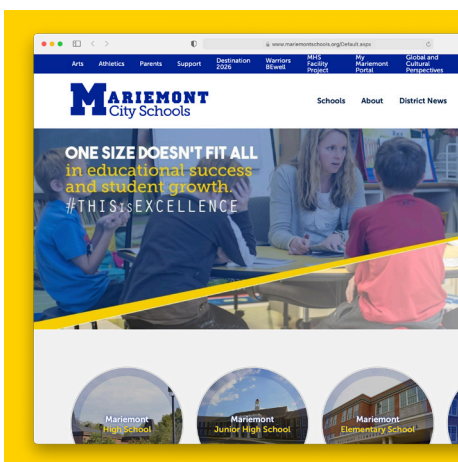 www.mariemontschools.org/Default.aspx
Arts Athletics Parents Support Destination 2026 Warriors BEwell MHS Facility Project My Mariemont Portal Global and Cultural Perspectives
MARIEMONT
City Schools
Schools About District News
ONE SIZE DOESN'T FIT ALL
in educational success
and student growth.
#THISisEXCELLENCE
Mariemont
High School
Mariemont
Junior High School
Mariemont
Elementary School